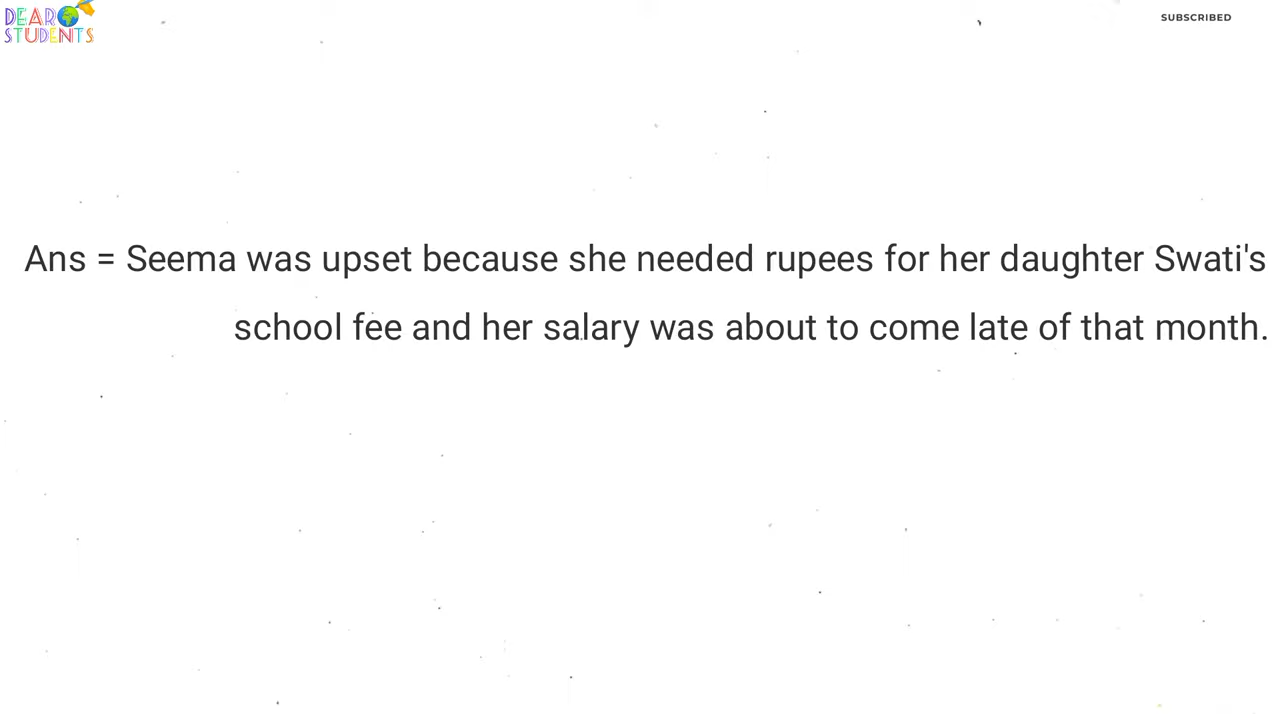 DEAR
STUDENTS
SUBSCRIBED
Ans = Seema was upset because she needed rupees for her daughter Swati's
school fee and her salary was about to come late of that month.